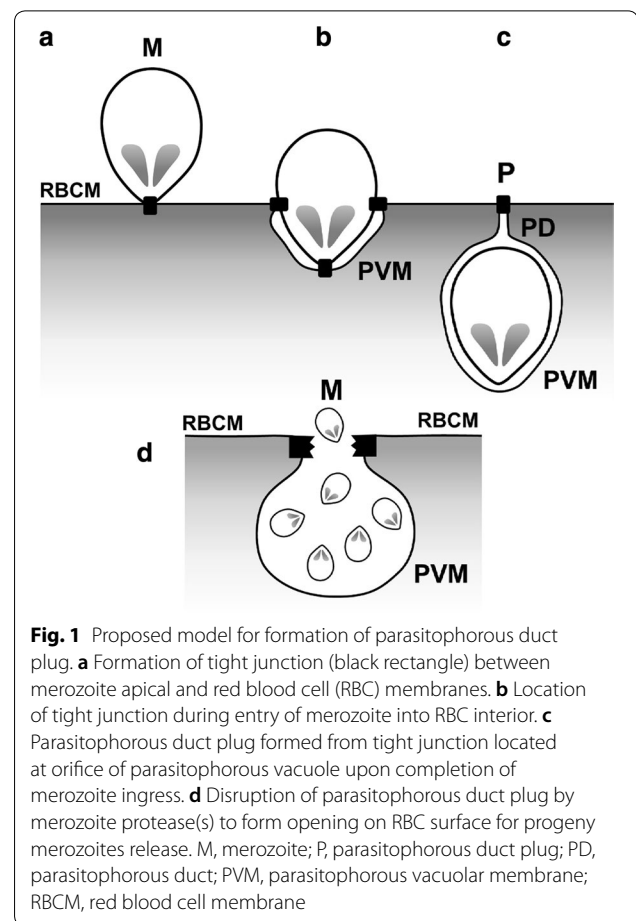 a b c
M
RBCM
P
PD
PVM
PVM
M
RBCM RBCM
d
PVM
Fig. 1 Proposed model for formation of parasitophorous duct
plug. a Formation of tight junction (black rectangle) between
merozoite apical and red blood cell (RBC) membranes. b Location
of tight junction during entry of merozoite into RBC interior. c
Parasitophorous duct plug formed from tight junction located
at orifice of parasitophorous vacuole upon completion of
merozoite ingress. d Disruption of parasitophorous duct plug by
merozoite protease(s) to form opening on RBC surface for progeny
merozoites release. M, merozoite; P, parasitophorous duct plug; PD,
parasitophorous duct; PVM, parasitophorous vacuolar membrane;
RBCM, red blood cell membrane